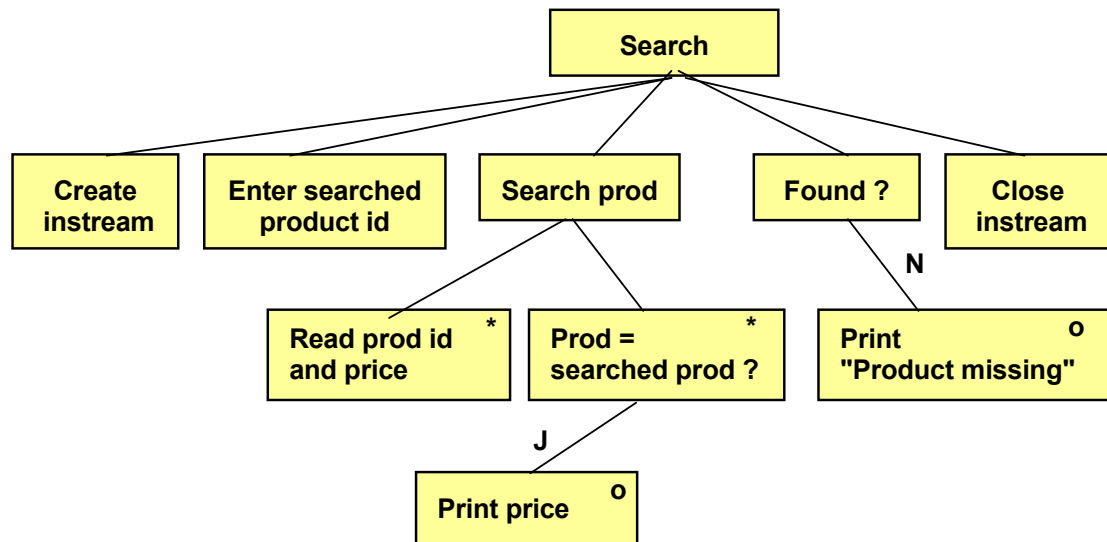 Search
Create
instream
Enter searched
product id
Search prod
Found ?
Close
instream
N
Read prod id *
and price
Prod = *
searched prod ?
Print o
"Product missing"
J
Print price o